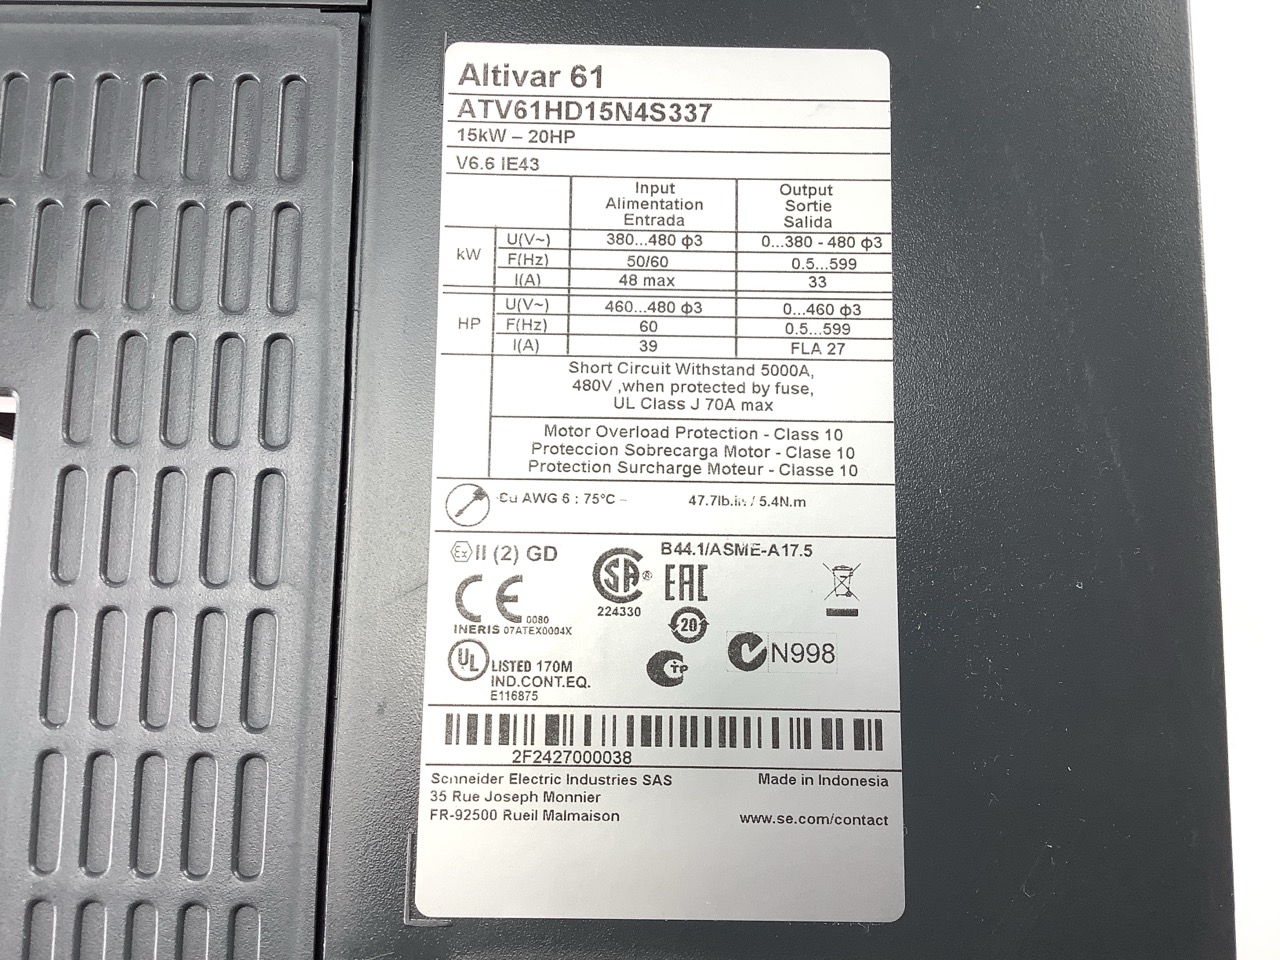 Altivar 61
ATV61HD15N4S337
15kW – 20HP
V6.6 IE43
Input Output
Alimentation Sortie
Entrada Salida
kW U(V~) 380...480 ф3 0...380 - 480 ф3
F(Hz) 50/60 0.5...599
I(A) 48 max 33
HP U(V~) 460...480 ф3 0...460 ф3
F(Hz) 60 0.5...599
I(A) 39 FLA 27
Short Circuit Withstand 5000A,
480V ,when protected by fuse,
UL Class J 70A max
Motor Overload Protection - Class 10
Proteccion Sobrecarga Motor - Clase 10
Protection Surcharge Moteur - Classe 10
Cu AWG 6 : 75°C – 47.7lb.in / 5.4N.m
Ex II (2) GD
B44.1/ASME-A17.5
CE 0080
SA ®
224330
EAC
INERIS 07ATEX0004X
20
UL LISTED 170M
IND.CONT.EQ.
E116875
N998
2F2427000038
Schneider Electric Industries SAS Made in Indonesia
35 Rue Joseph Monnier
FR-92500 Rueil Malmaison www.se.com/contact